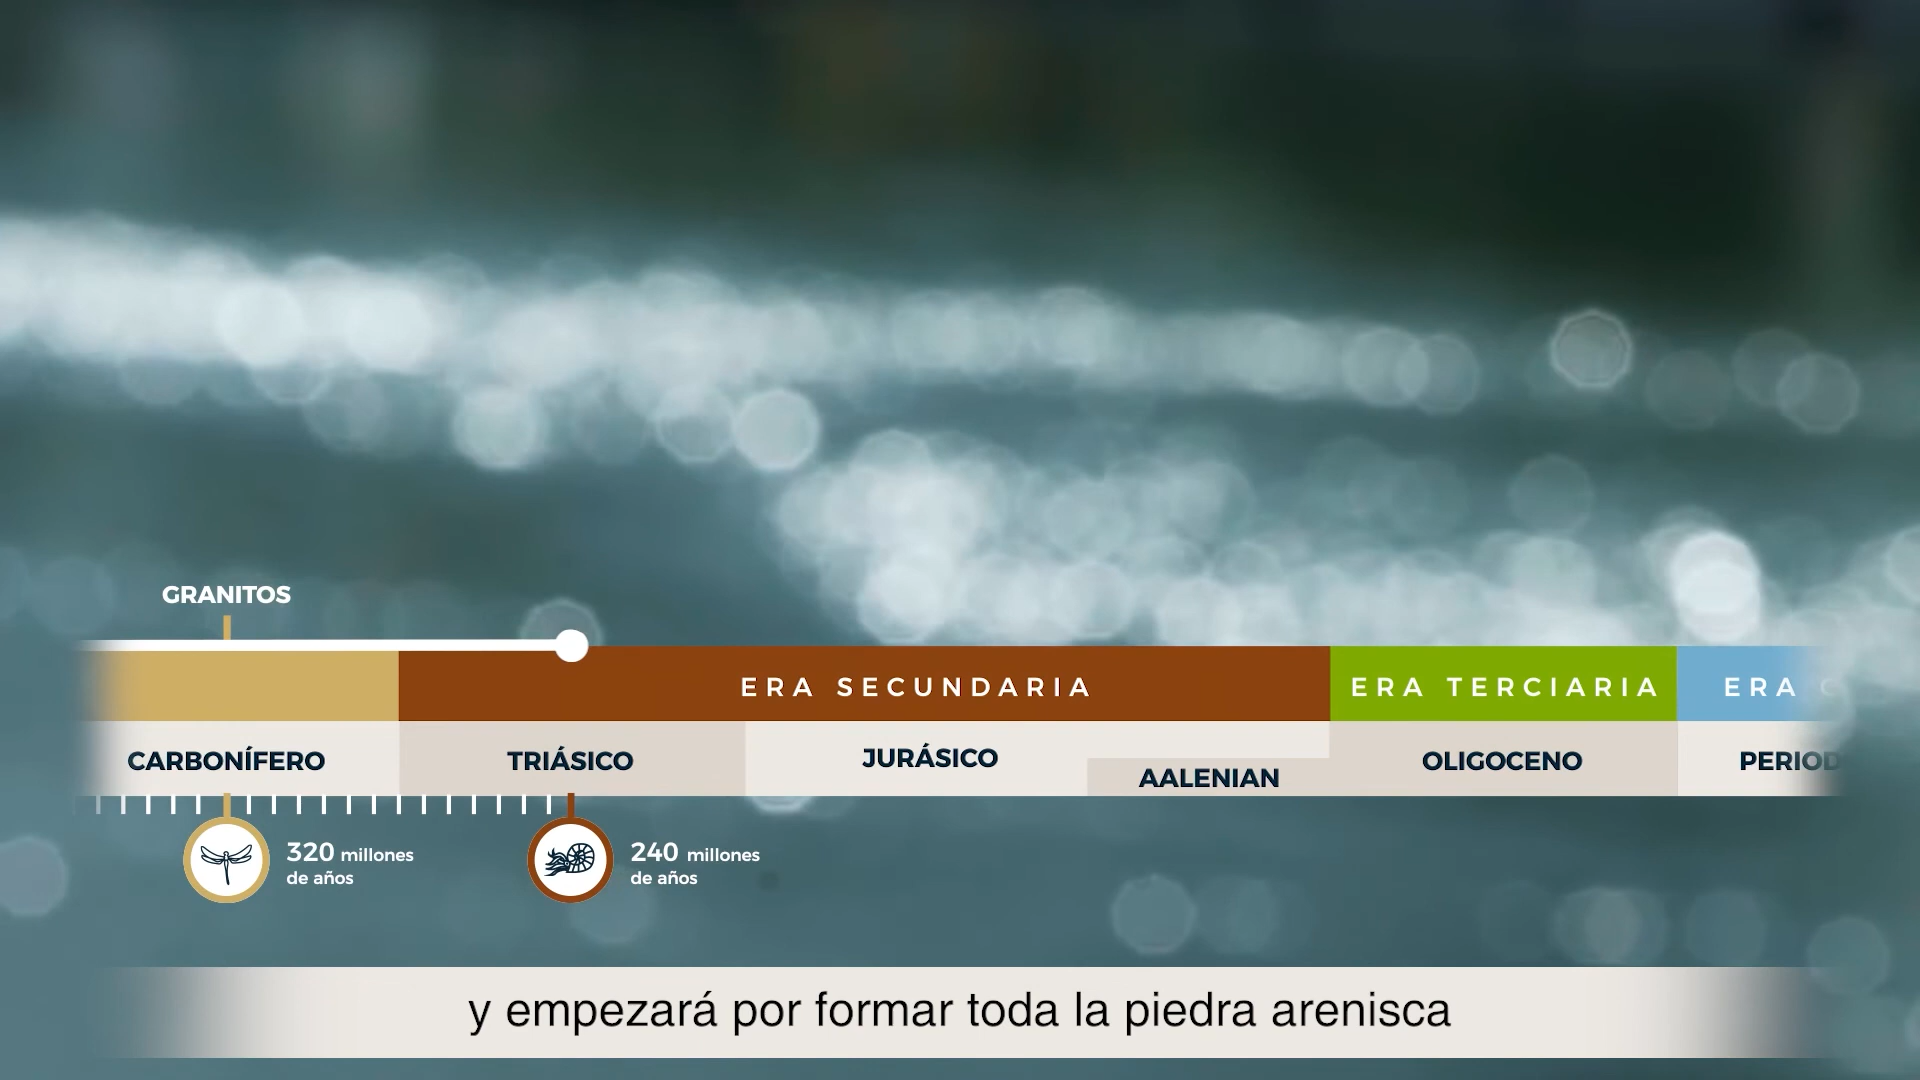 GRANITOS
ERA SECUNDARIA
ERA TERCIARIA
ERA
CARBONÍFERO
TRIÁSICO
JURÁSICO
AALENIAN
OLIGOCENO
PERIOD
320 millones
de años
240 millones
de años
y empezará por formar toda la piedra arenisca